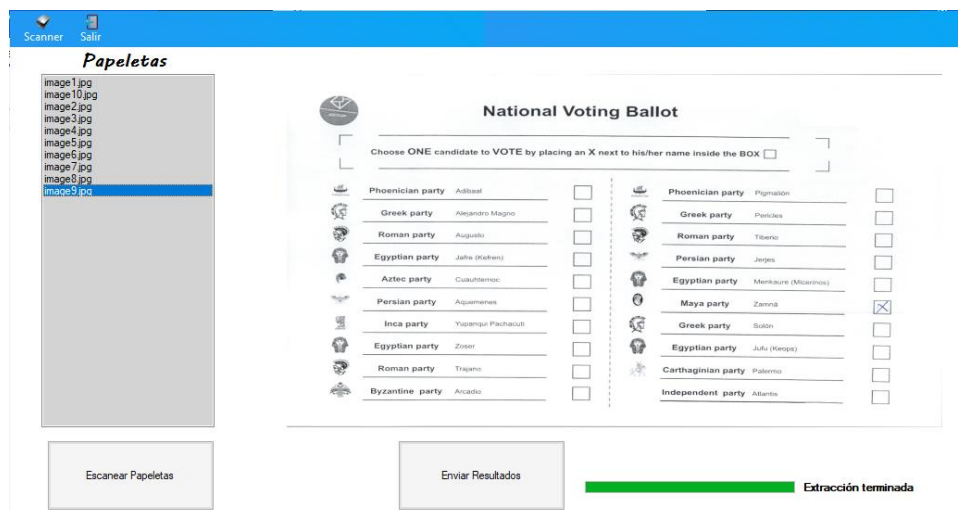 Scanner Salir
Papeletas
image1.jpg
image10.jpg
image2.jpg
image3.jpg
image4.jpg
image5.jpg
image6.jpg
image7.jpg
image8.jpg
image9.jpg
National Voting Ballot
Choose ONE candidate to VOTE by placing an X next to his/her name inside the BOX
Phoenician party Adibaal
Greek party Alejandro Magno
Roman party Augusto
Egyptian party Jafre (Kefren)
Aztec party Cuauhtemoc
Persian party Aquemenes
Inca party Yupanqui Pachacuti
Egyptian party Zoser
Roman party Trajano
Byzantine party Arcadio
Phoenician party Pigmalión
Greek party Pericles
Roman party Tiberio
Persian party Jerjes
Egyptian party Menkaure (Micerinos)
Maya party Zamná
Greek party Solón
Egyptian party Jufu (Keops)
Carthaginian party Palermo
Independent party Atlantis
Escanear Papeletas
Enviar Resultados
Extracción terminada